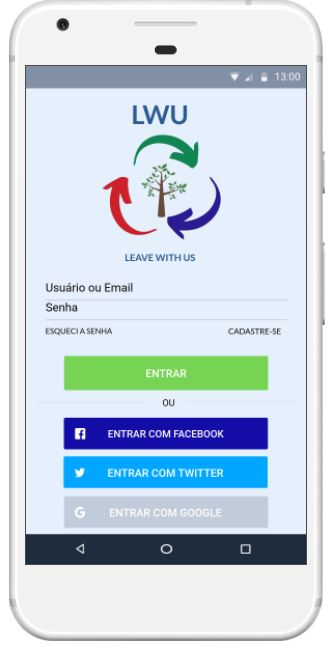 13:00
LWU
LEAVE WITH US
Usuário ou Email
Senha
ESQUECI A SENHA CADASTRE-SE
ENTRAR
OU
ENTRAR COM FACEBOOK
ENTRAR COM TWITTER
G ENTRAR COM GOOGLE